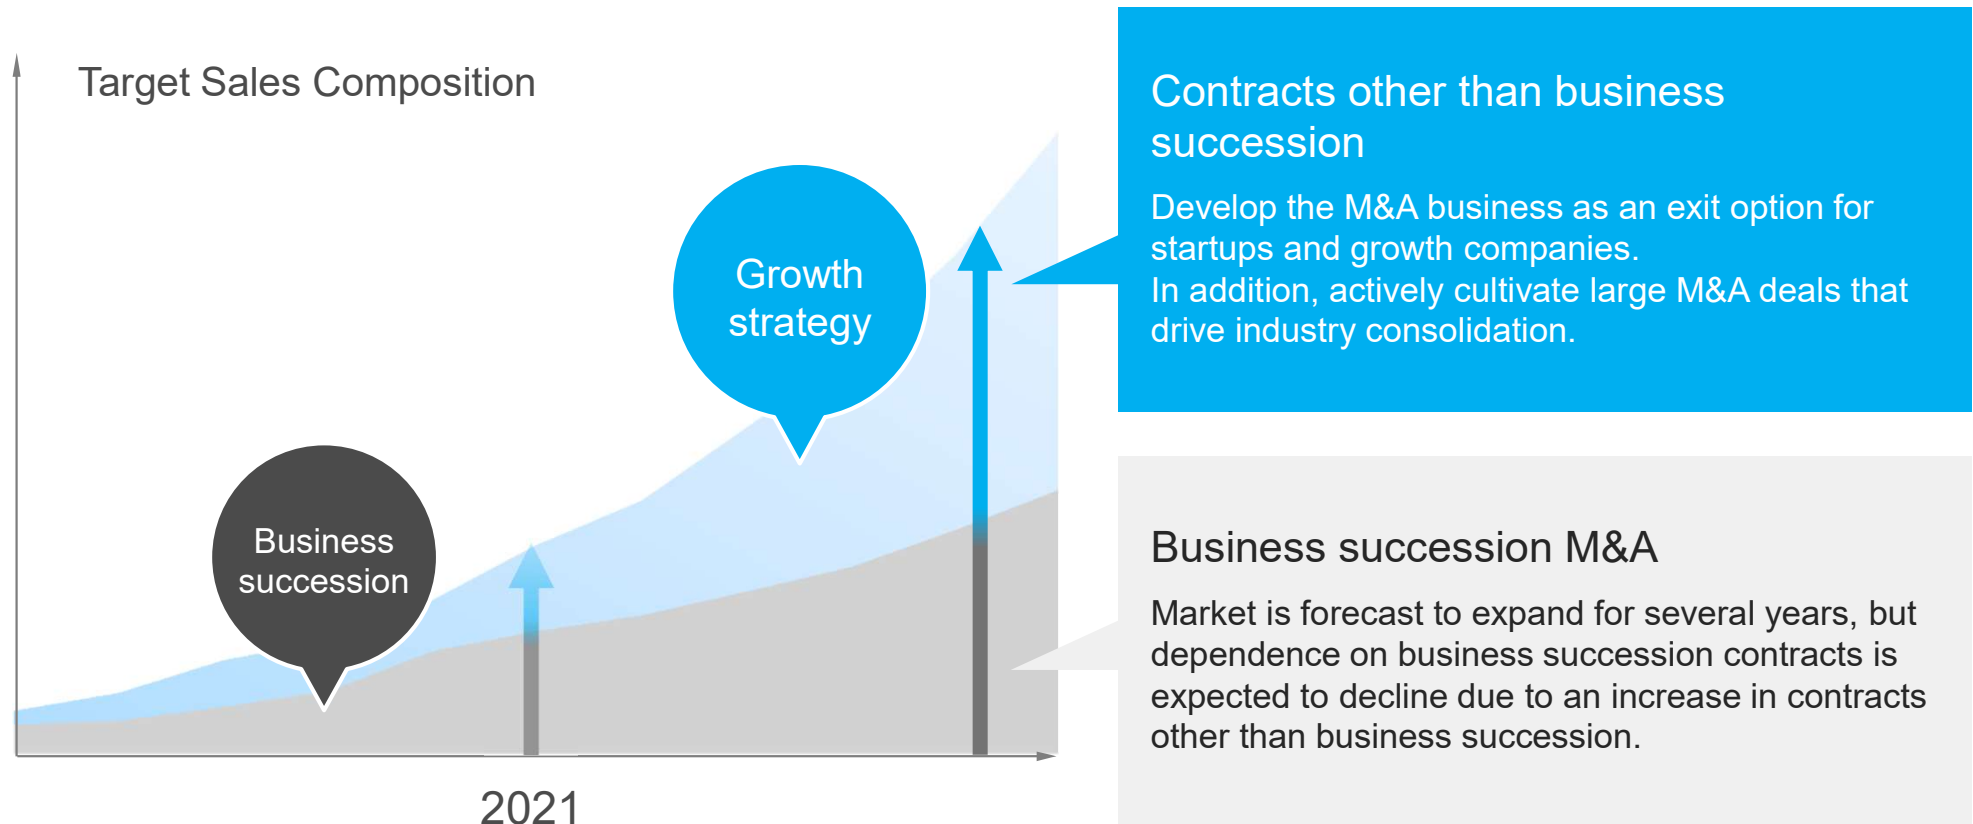 Target Sales Composition
Growth
strategy
Business
succession
2021
Contracts other than business
succession
Develop the M&A business as an exit option for
startups and growth companies.
In addition, actively cultivate large M&A deals that
drive industry consolidation.
Business succession M&A
Market is forecast to expand for several years, but
dependence on business succession contracts is
expected to decline due to an increase in contracts
other than business succession.